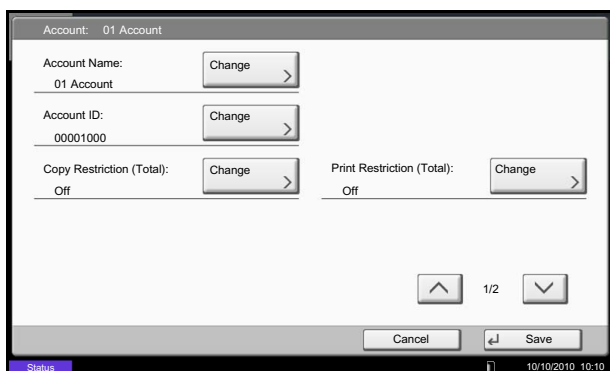 Account: 01 Account
Account Name:
01 Account
Change
Account ID:
00001000
Change
Copy Restriction (Total):
Off
Change
Print Restriction (Total):
Off
Change
1/2
Cancel
Save
Status
10/10/2010 10:10